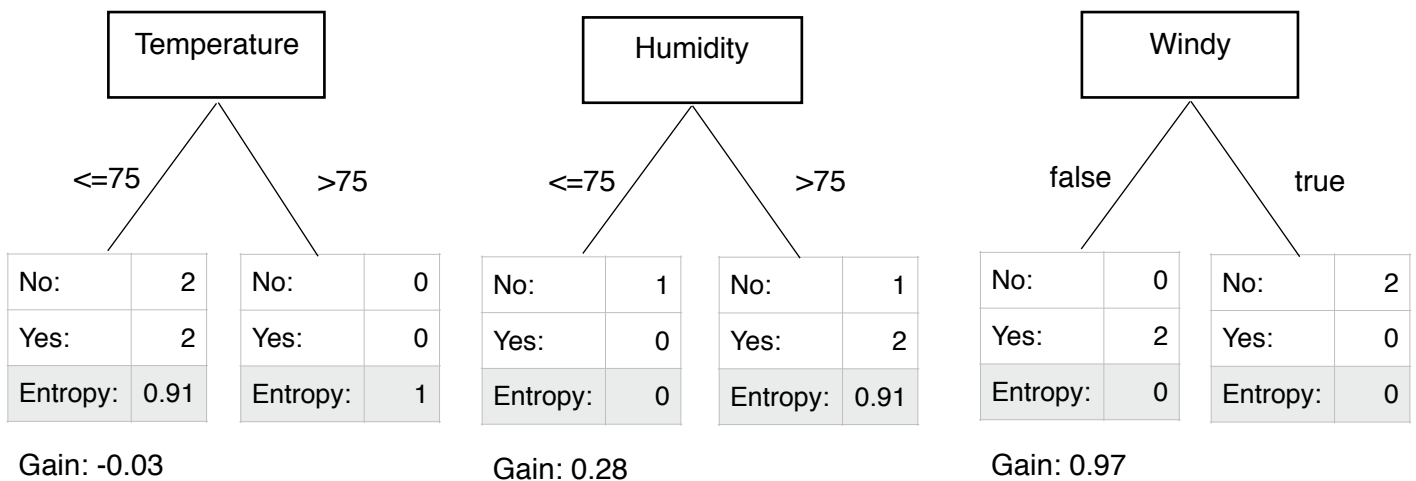 Temperature
<=75
>75
No: 2
Yes: 2
Entropy: 0.91
No: 0
Yes: 0
Entropy: 1
Gain: -0.03
Humidity
<=75
>75
No: 1
Yes: 0
Entropy: 0
No: 1
Yes: 2
Entropy: 0.91
Gain: 0.28
Windy
false
true
No: 0
Yes: 2
Entropy: 0
No: 2
Yes: 0
Entropy: 0
Gain: 0.97